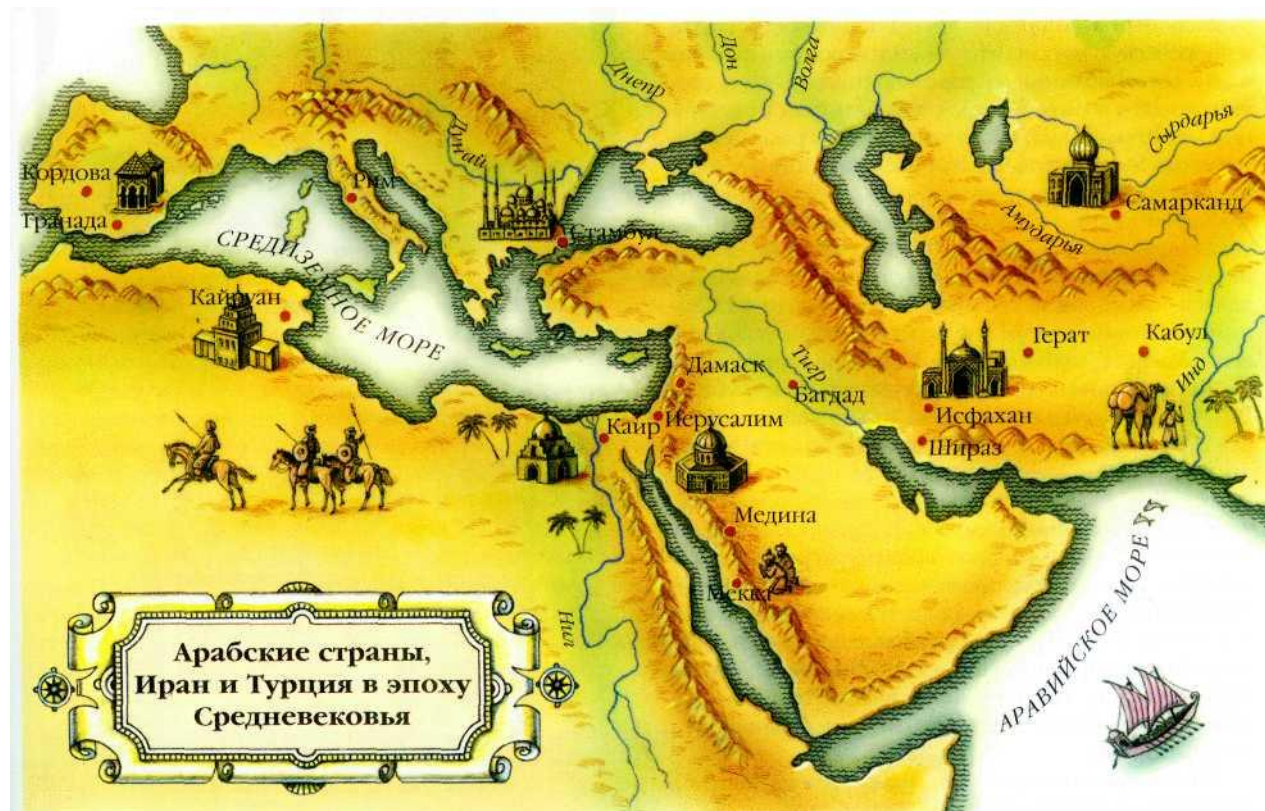 Днепр
Дон
Волга
Сырдарья
Дунай
Кордова
Рим
Гранада
Самарканд
Стамбул
Амударья
СРЕДИЗЕМНОЕ МОРЕ
Кайруан
Герат
Кабул
Тигр
Дамаск
Багдад
Инд
Исфахан
Каир
Иерусалим
Шираз
Медина
Мекка
АРАВИЙСКОЕ МОРЕ
Нил
Арабские страны,
Иран и Турция в эпоху
Средневековья